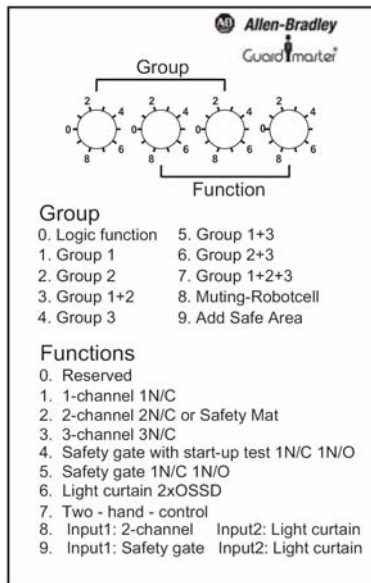 AB Allen-Bradley
Guardmaster®
Group
2 4 2 4 2 4 2 4
0 0 0 0
8 6 8 6 8 6 8 6
Function
Group
0. Logic function 5. Group 1+3
1. Group 1 6. Group 2+3
2. Group 2 7. Group 1+2+3
3. Group 1+2 8. Muting-Robotcell
4. Group 3 9. Add Safe Area
Functions
0. Reserved
1. 1-channel 1N/C
2. 2-channel 2N/C or Safety Mat
3. 3-channel 3N/C
4. Safety gate with start-up test 1N/C 1N/O
5. Safety gate 1N/C 1N/O
6. Light curtain 2xOSSD
7. Two - hand - control
8. Input1: 2-channel Input2: Light curtain
9. Input1: Safety gate Input2: Light curtain